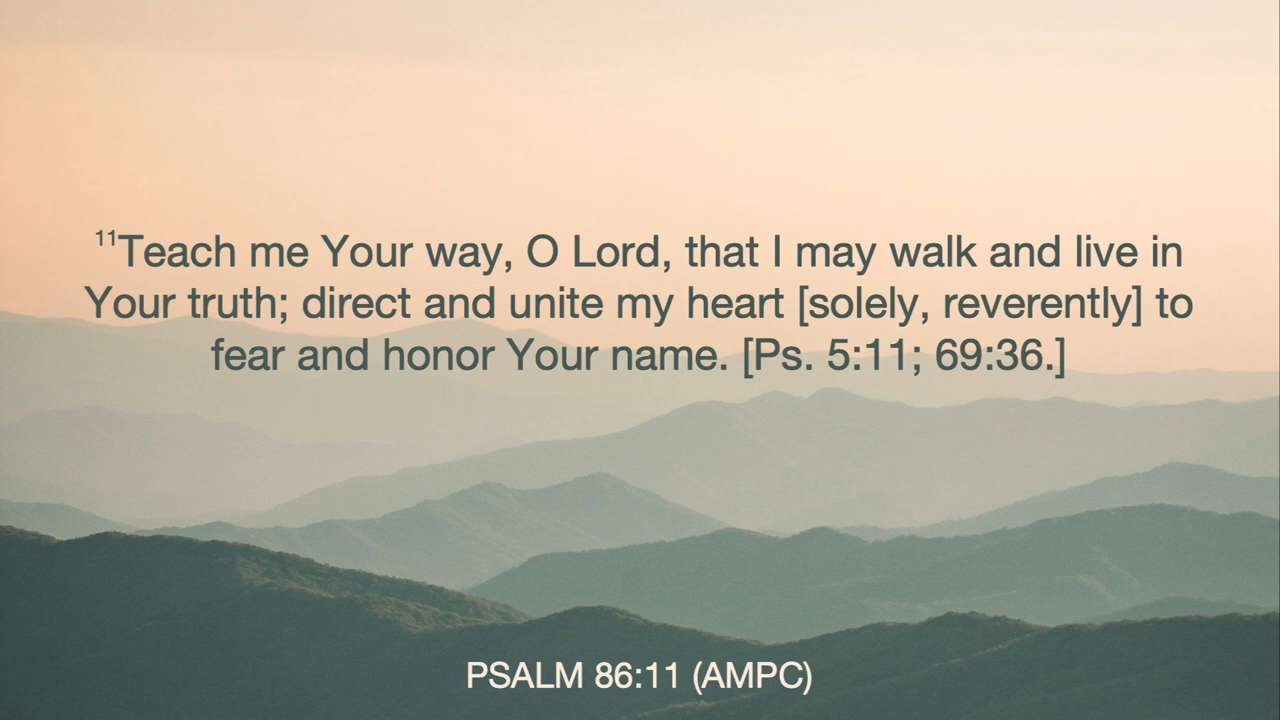 ¹¹Teach me Your way, O Lord, that I may walk and live in
Your truth; direct and unite my heart [solely, reverently] to
fear and honor Your name. [Ps. 5:11; 69:36.]
PSALM 86:11 (AMPC)